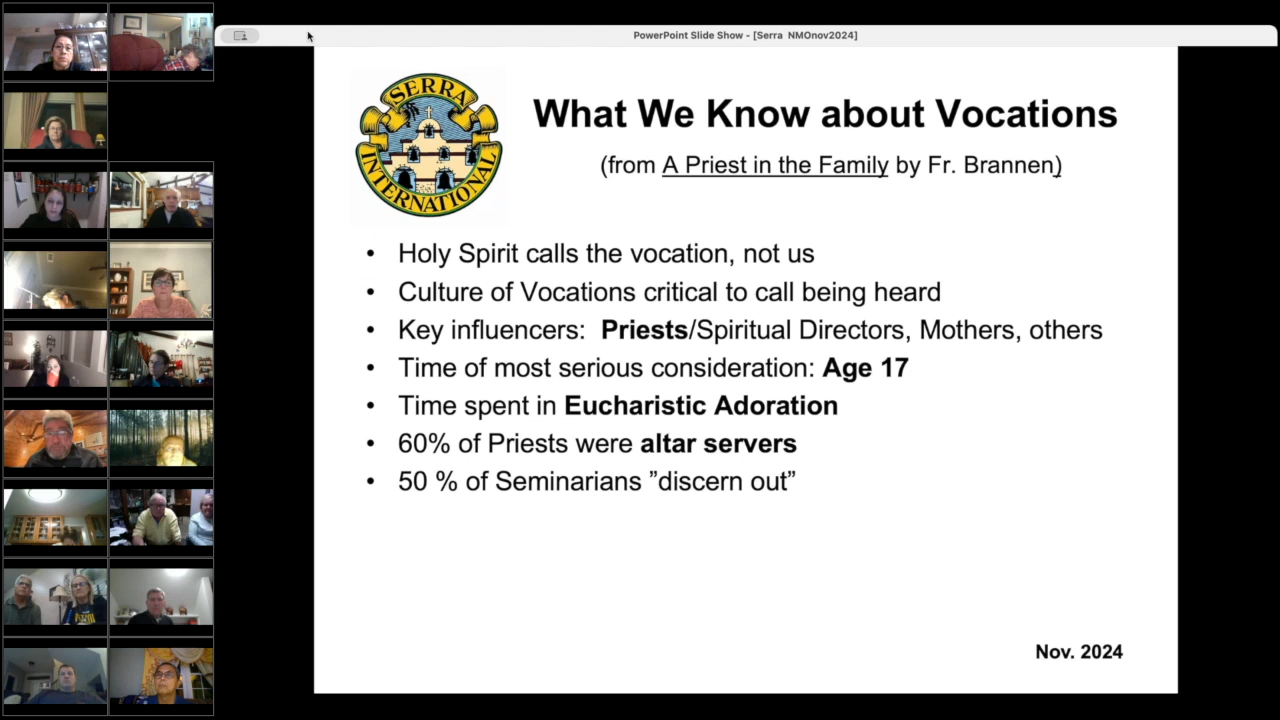 PowerPoint Slide Show - [Serra NMOnov2024]
SERRA
INTERNATIONAL
What We Know about Vocations
(from A Priest in the Family by Fr. Brannen)
• Holy Spirit calls the vocation, not us
• Culture of Vocations critical to call being heard
• Key influencers: Priests/Spiritual Directors, Mothers, others
• Time of most serious consideration: Age 17
• Time spent in Eucharistic Adoration
• 60% of Priests were altar servers
• 50 % of Seminarians ”discern out”
Nov. 2024